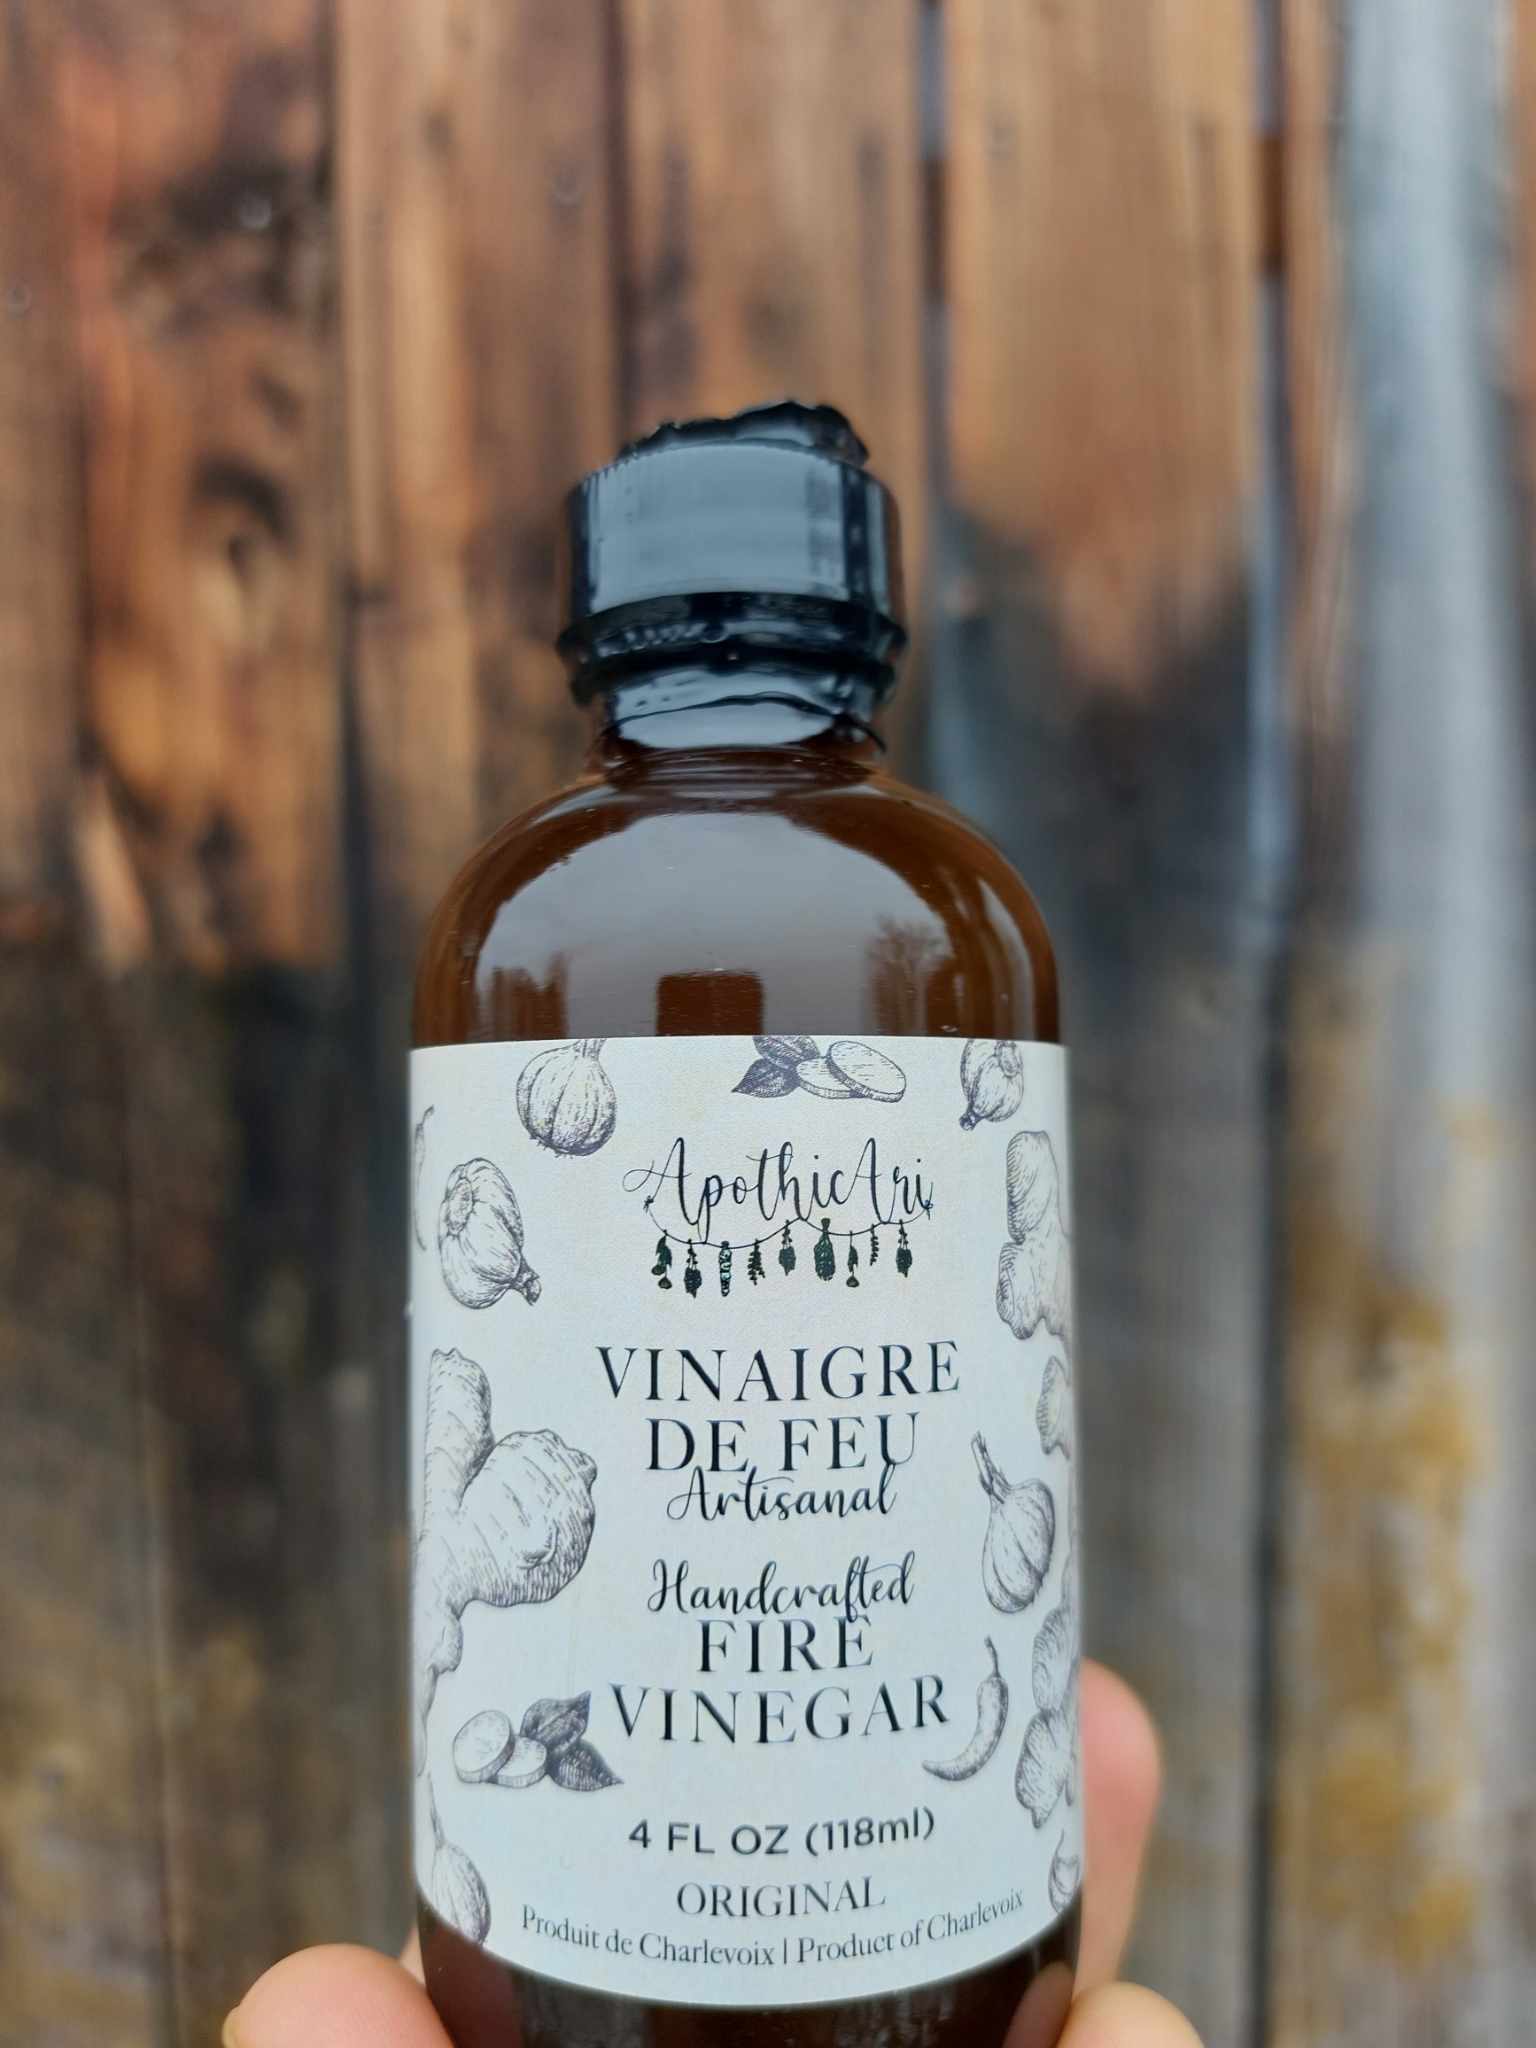 ApothicAri
VINAIGRE
DE FEU
Artisanal
Handcrafted
FIRE
VINEGAR
4 FL OZ (118ml)
ORIGINAL
Produit de Charlevoix | Product of Charlevoix